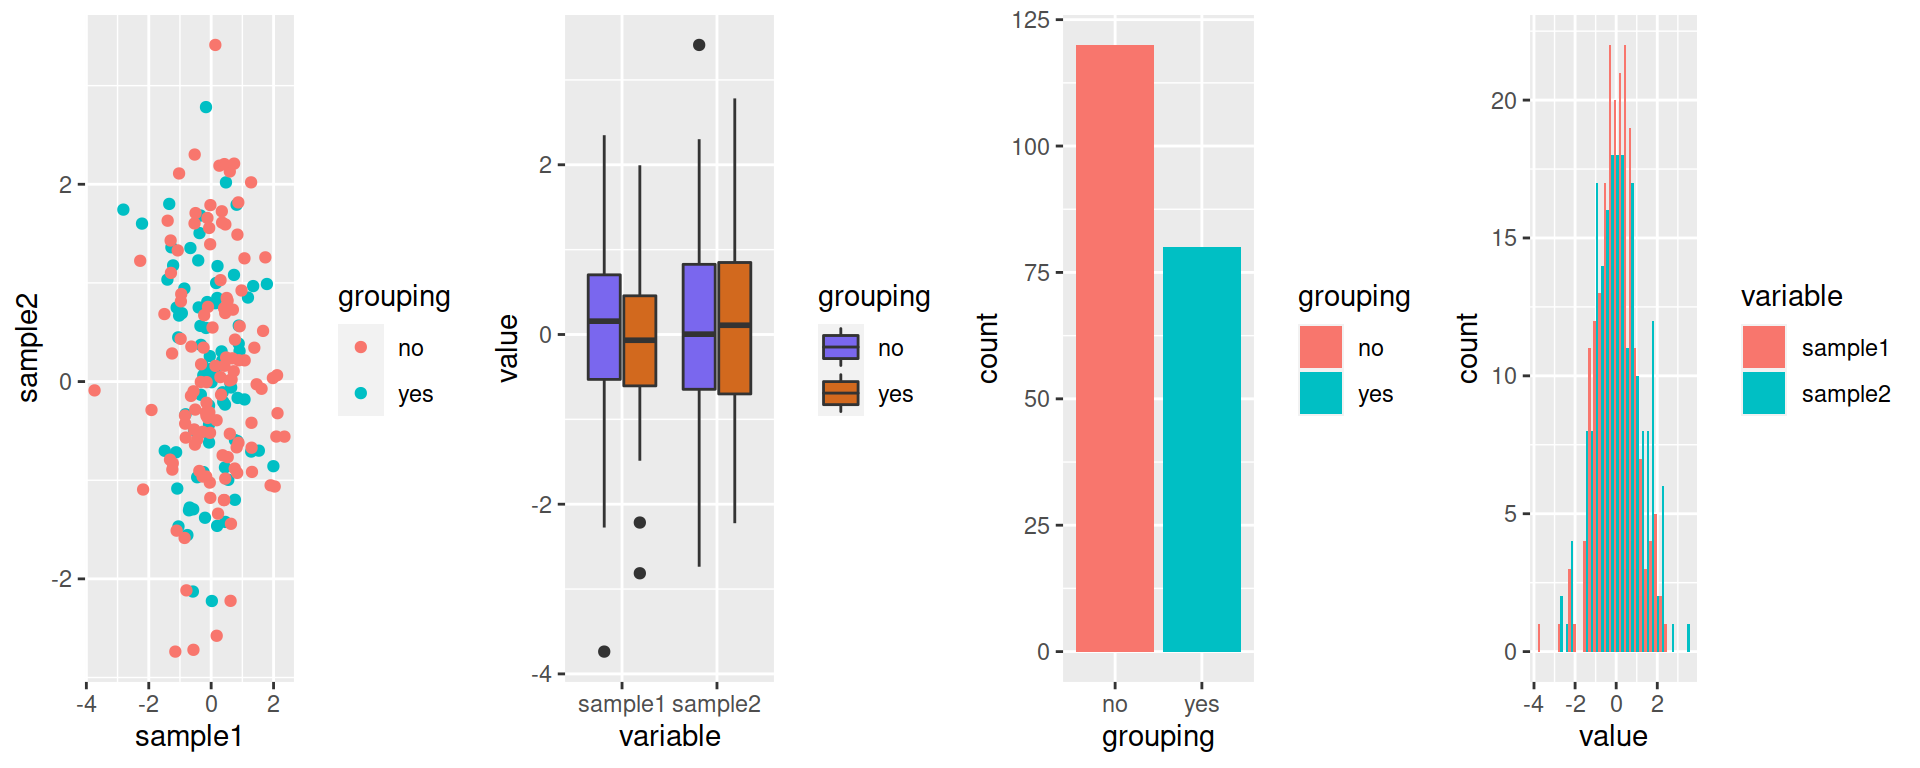 sample2
2
0
-2
-4 -2 0 2
sample1
grouping
no
yes
value
2
0
-2
-4
sample1 sample2
variable
grouping
no
yes
count
125
100
75
50
25
0
no yes
grouping
grouping
no
yes
count
20
15
10
5
0
-4 -2 0 2
value
variable
sample1
sample2